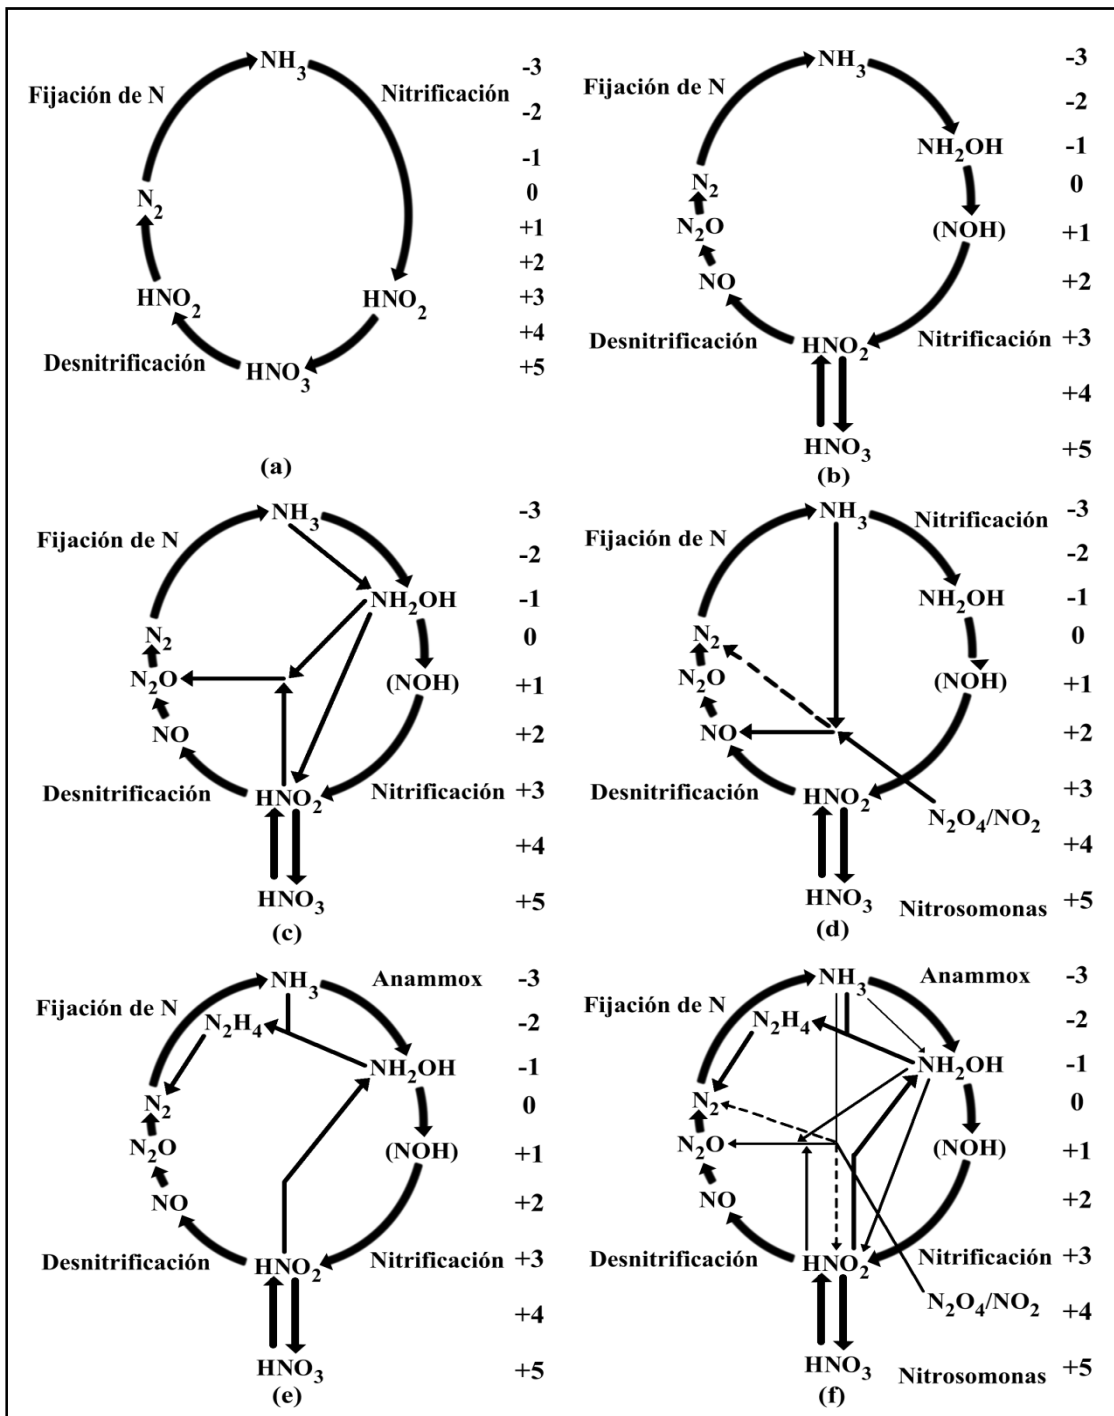 NH3
-3
Fijación de N
Nitrificación
-2
-1
N2
0
+1
+2
HNO2
HNO2
+3
+4
Desnitrificación
HNO3
+5
(a)
NH3
-3
Fijación de N
-2
NH2OH
-1
N2
0
N2O
(NOH)
+1
NO
+2
Desnitrificación
HNO2
Nitrificación
+3
+4
HNO3
+5
(b)
NH3
-3
Fijación de N
-2
NH2OH
-1
N2
0
N2O
(NOH)
+1
NO
+2
Desnitrificación
HNO2
Nitrificación
+3
+4
HNO3
+5
(c)
NH3
Nitrificación
-3
Fijación de N
-2
NH2OH
-1
N2
0
N2O
(NOH)
+1
NO
+2
Desnitrificación
HNO2
+3
N2O4/NO2
+4
HNO3
Nitrosomonas
+5
(d)
NH3
Anammox
-3
Fijación de N
N2H4
-2
NH2OH
-1
N2
0
N2O
(NOH)
+1
NO
+2
Desnitrificación
HNO2
Nitrificación
+3
+4
HNO3
+5
(e)
NH3
Anammox
-3
Fijación de N
N2H4
-2
NH2OH
-1
N2
0
N2O
(NOH)
+1
NO
+2
Desnitrificación
HNO2
Nitrificación
+3
N2O4/NO2
+4
HNO3
Nitrosomonas
+5
(f)